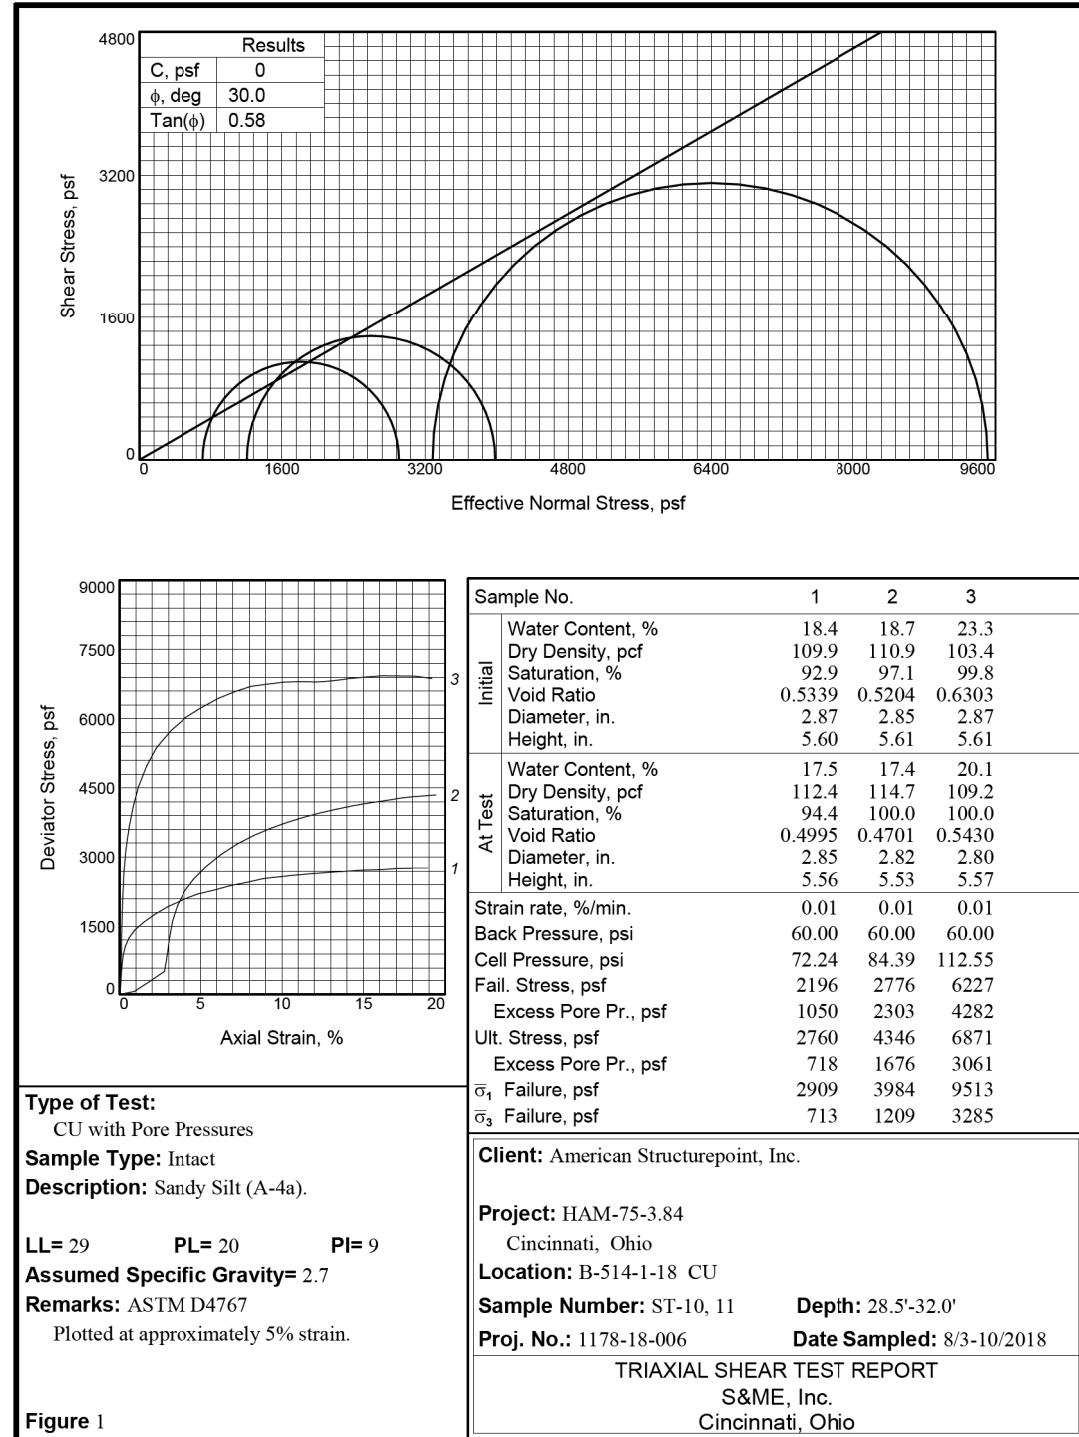 4800
Results
C, psf 0
ϕ, deg 30.0
Tan(ϕ) 0.58
3200
1600
0
Shear Stress, psf
0 1600 3200 4800 6400 8000 9600
Effective Normal Stress, psf
9000
7500
6000
4500
3000
1500
0
Deviator Stress, psf
3
2
1
0 5 10 15 20
Axial Strain, %
Sample No. 1 2 3
Initial
Water Content, % 18.4 18.7 23.3
Dry Density, pcf 109.9 110.9 103.4
Saturation, % 92.9 97.1 99.8
Void Ratio 0.5339 0.5204 0.6303
Diameter, in. 2.87 2.85 2.87
Height, in. 5.60 5.61 5.61
At Test
Water Content, % 17.5 17.4 20.1
Dry Density, pcf 112.4 114.7 109.2
Saturation, % 94.4 100.0 100.0
Void Ratio 0.4995 0.4701 0.5430
Diameter, in. 2.85 2.82 2.80
Height, in. 5.56 5.53 5.57
Strain rate, %/min. 0.01 0.01 0.01
Back Pressure, psi 60.00 60.00 60.00
Cell Pressure, psi 72.24 84.39 112.55
Fail. Stress, psf 2196 2776 6227
Excess Pore Pr., psf 1050 2303 4282
Ult. Stress, psf 2760 4346 6871
Excess Pore Pr., psf 718 1676 3061
σ̅₁ Failure, psf 2909 3984 9513
σ̅₃ Failure, psf 713 1209 3285
Type of Test:
CU with Pore Pressures
Sample Type: Intact
Description: Sandy Silt (A-4a).
LL= 29 PL= 20 PI= 9
Assumed Specific Gravity= 2.7
Remarks: ASTM D4767
Plotted at approximately 5% strain.
Figure 1
Client: American Structurepoint, Inc.
Project: HAM-75-3.84
Cincinnati, Ohio
Location: B-514-1-18 CU
Sample Number: ST-10, 11 Depth: 28.5'-32.0'
Proj. No.: 1178-18-006 Date Sampled: 8/3-10/2018
TRIAXIAL SHEAR TEST REPORT
S&ME, Inc.
Cincinnati, Ohio